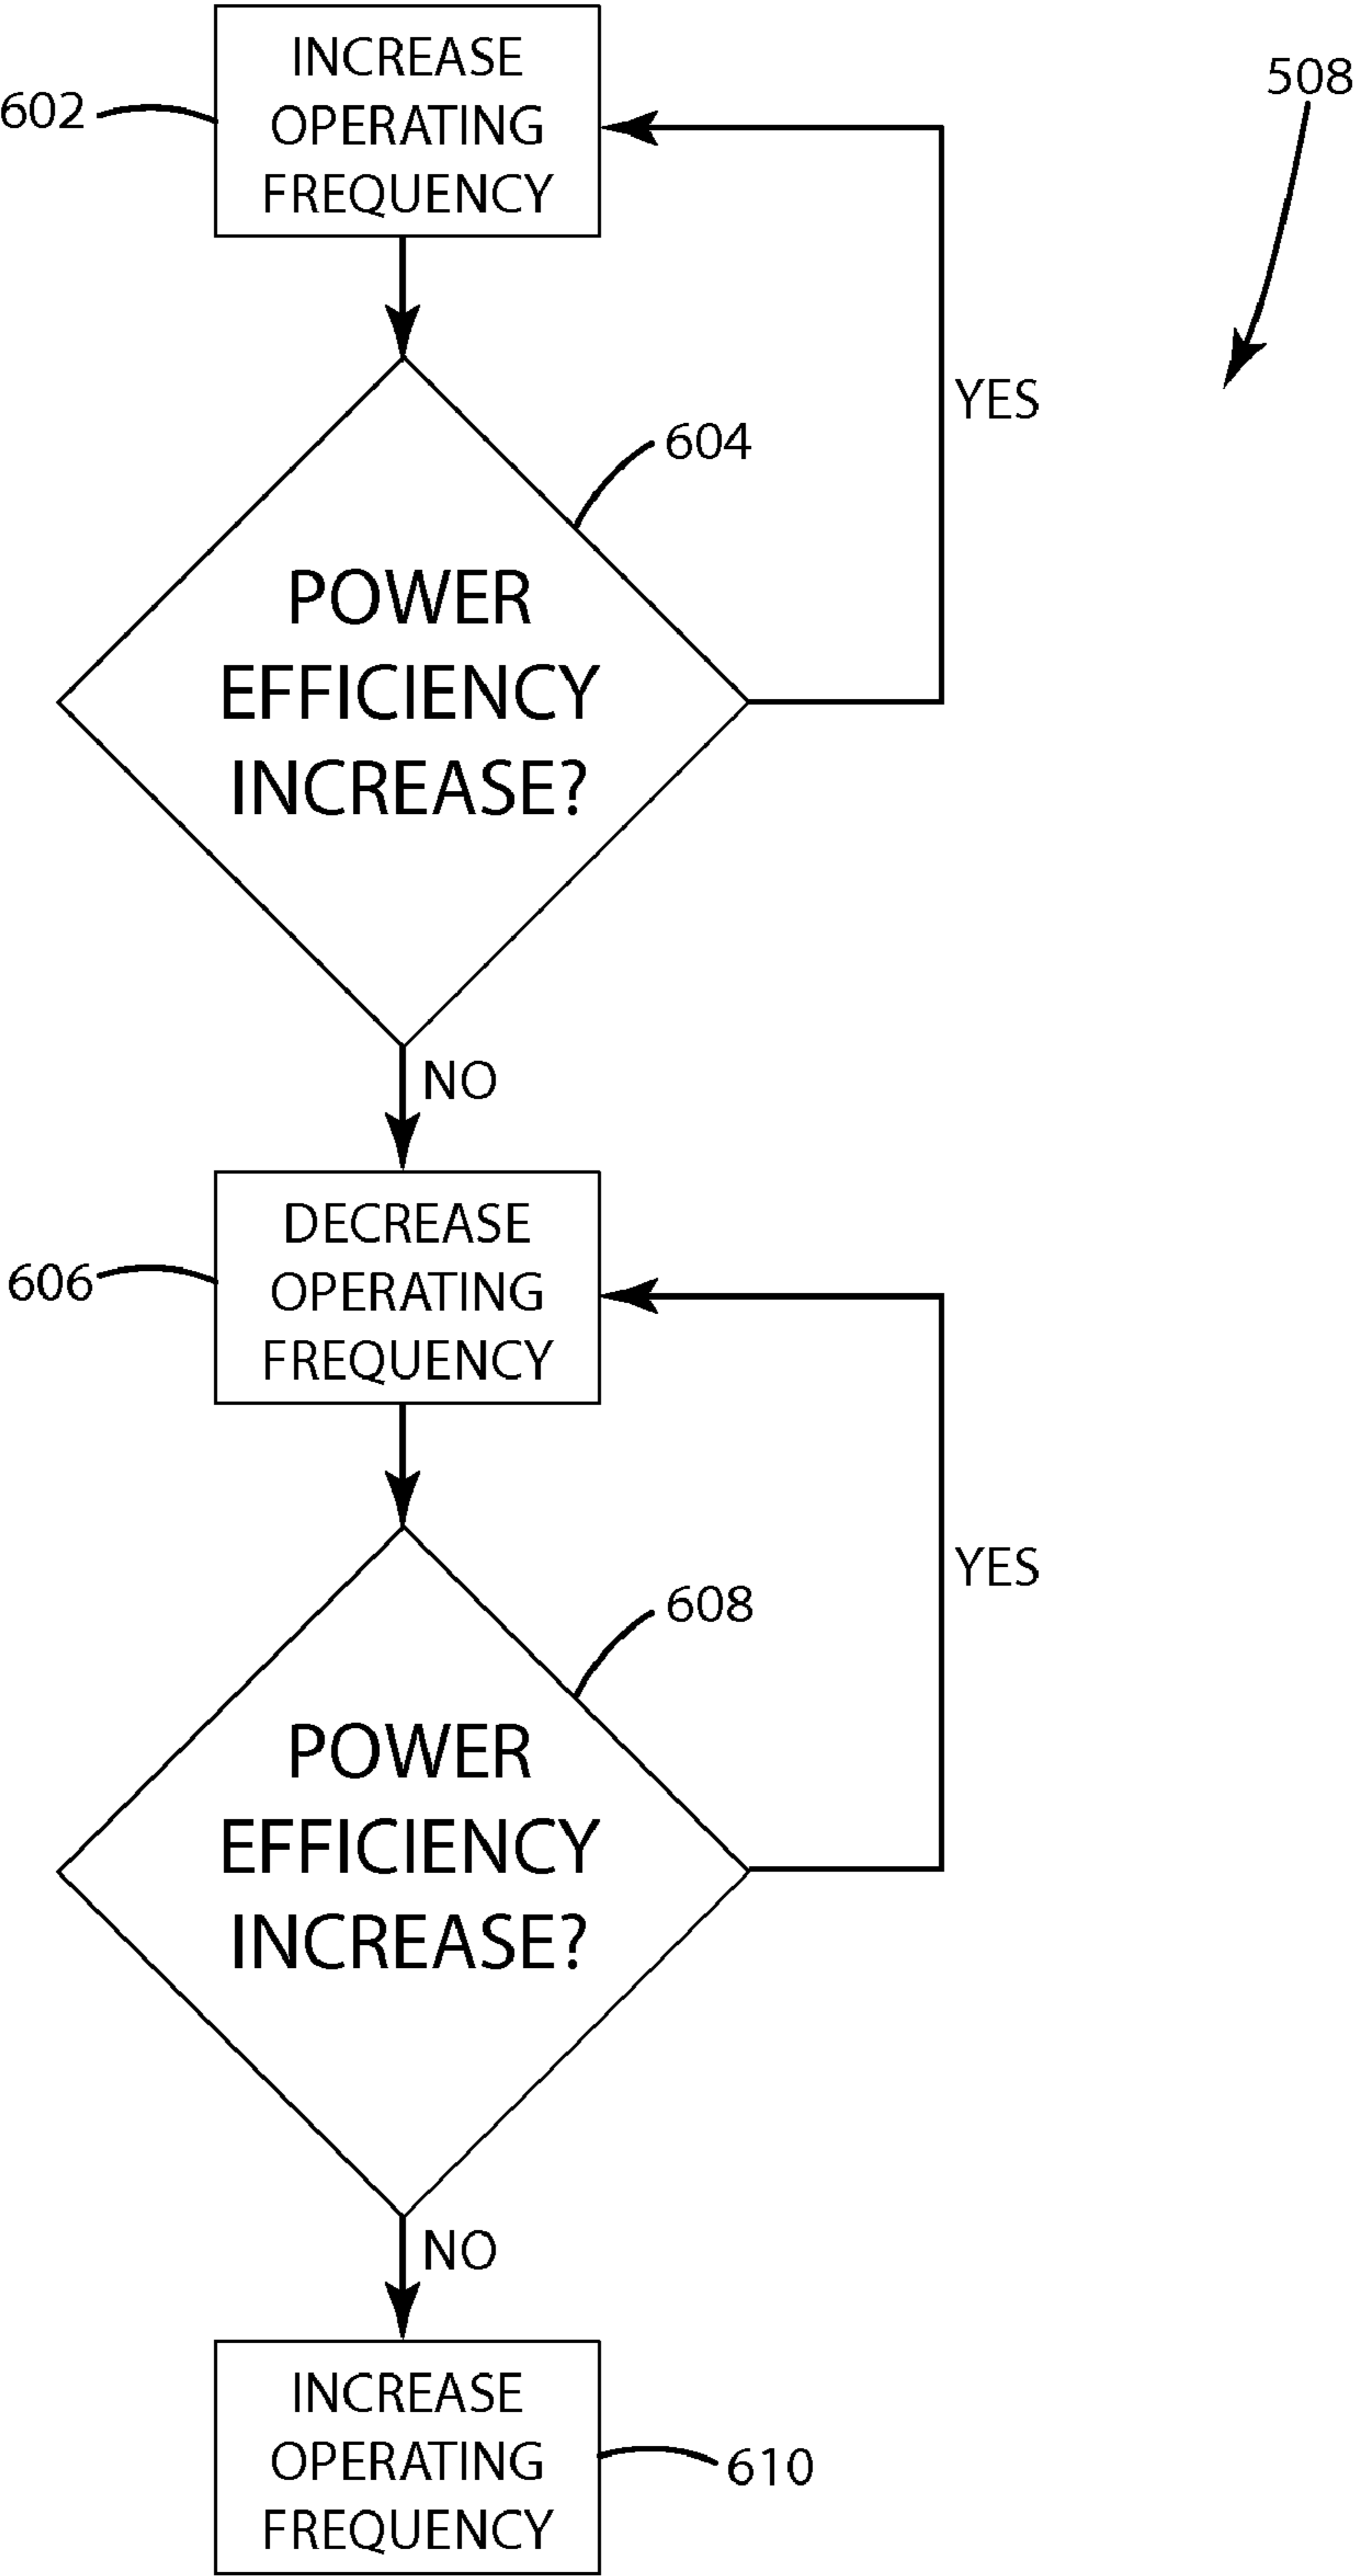 INCREASE
OPERATING
FREQUENCY
602
508
YES
604
POWER
EFFICIENCY
INCREASE?
NO
DECREASE
OPERATING
FREQUENCY
606
YES
608
POWER
EFFICIENCY
INCREASE?
NO
INCREASE
OPERATING
FREQUENCY
610